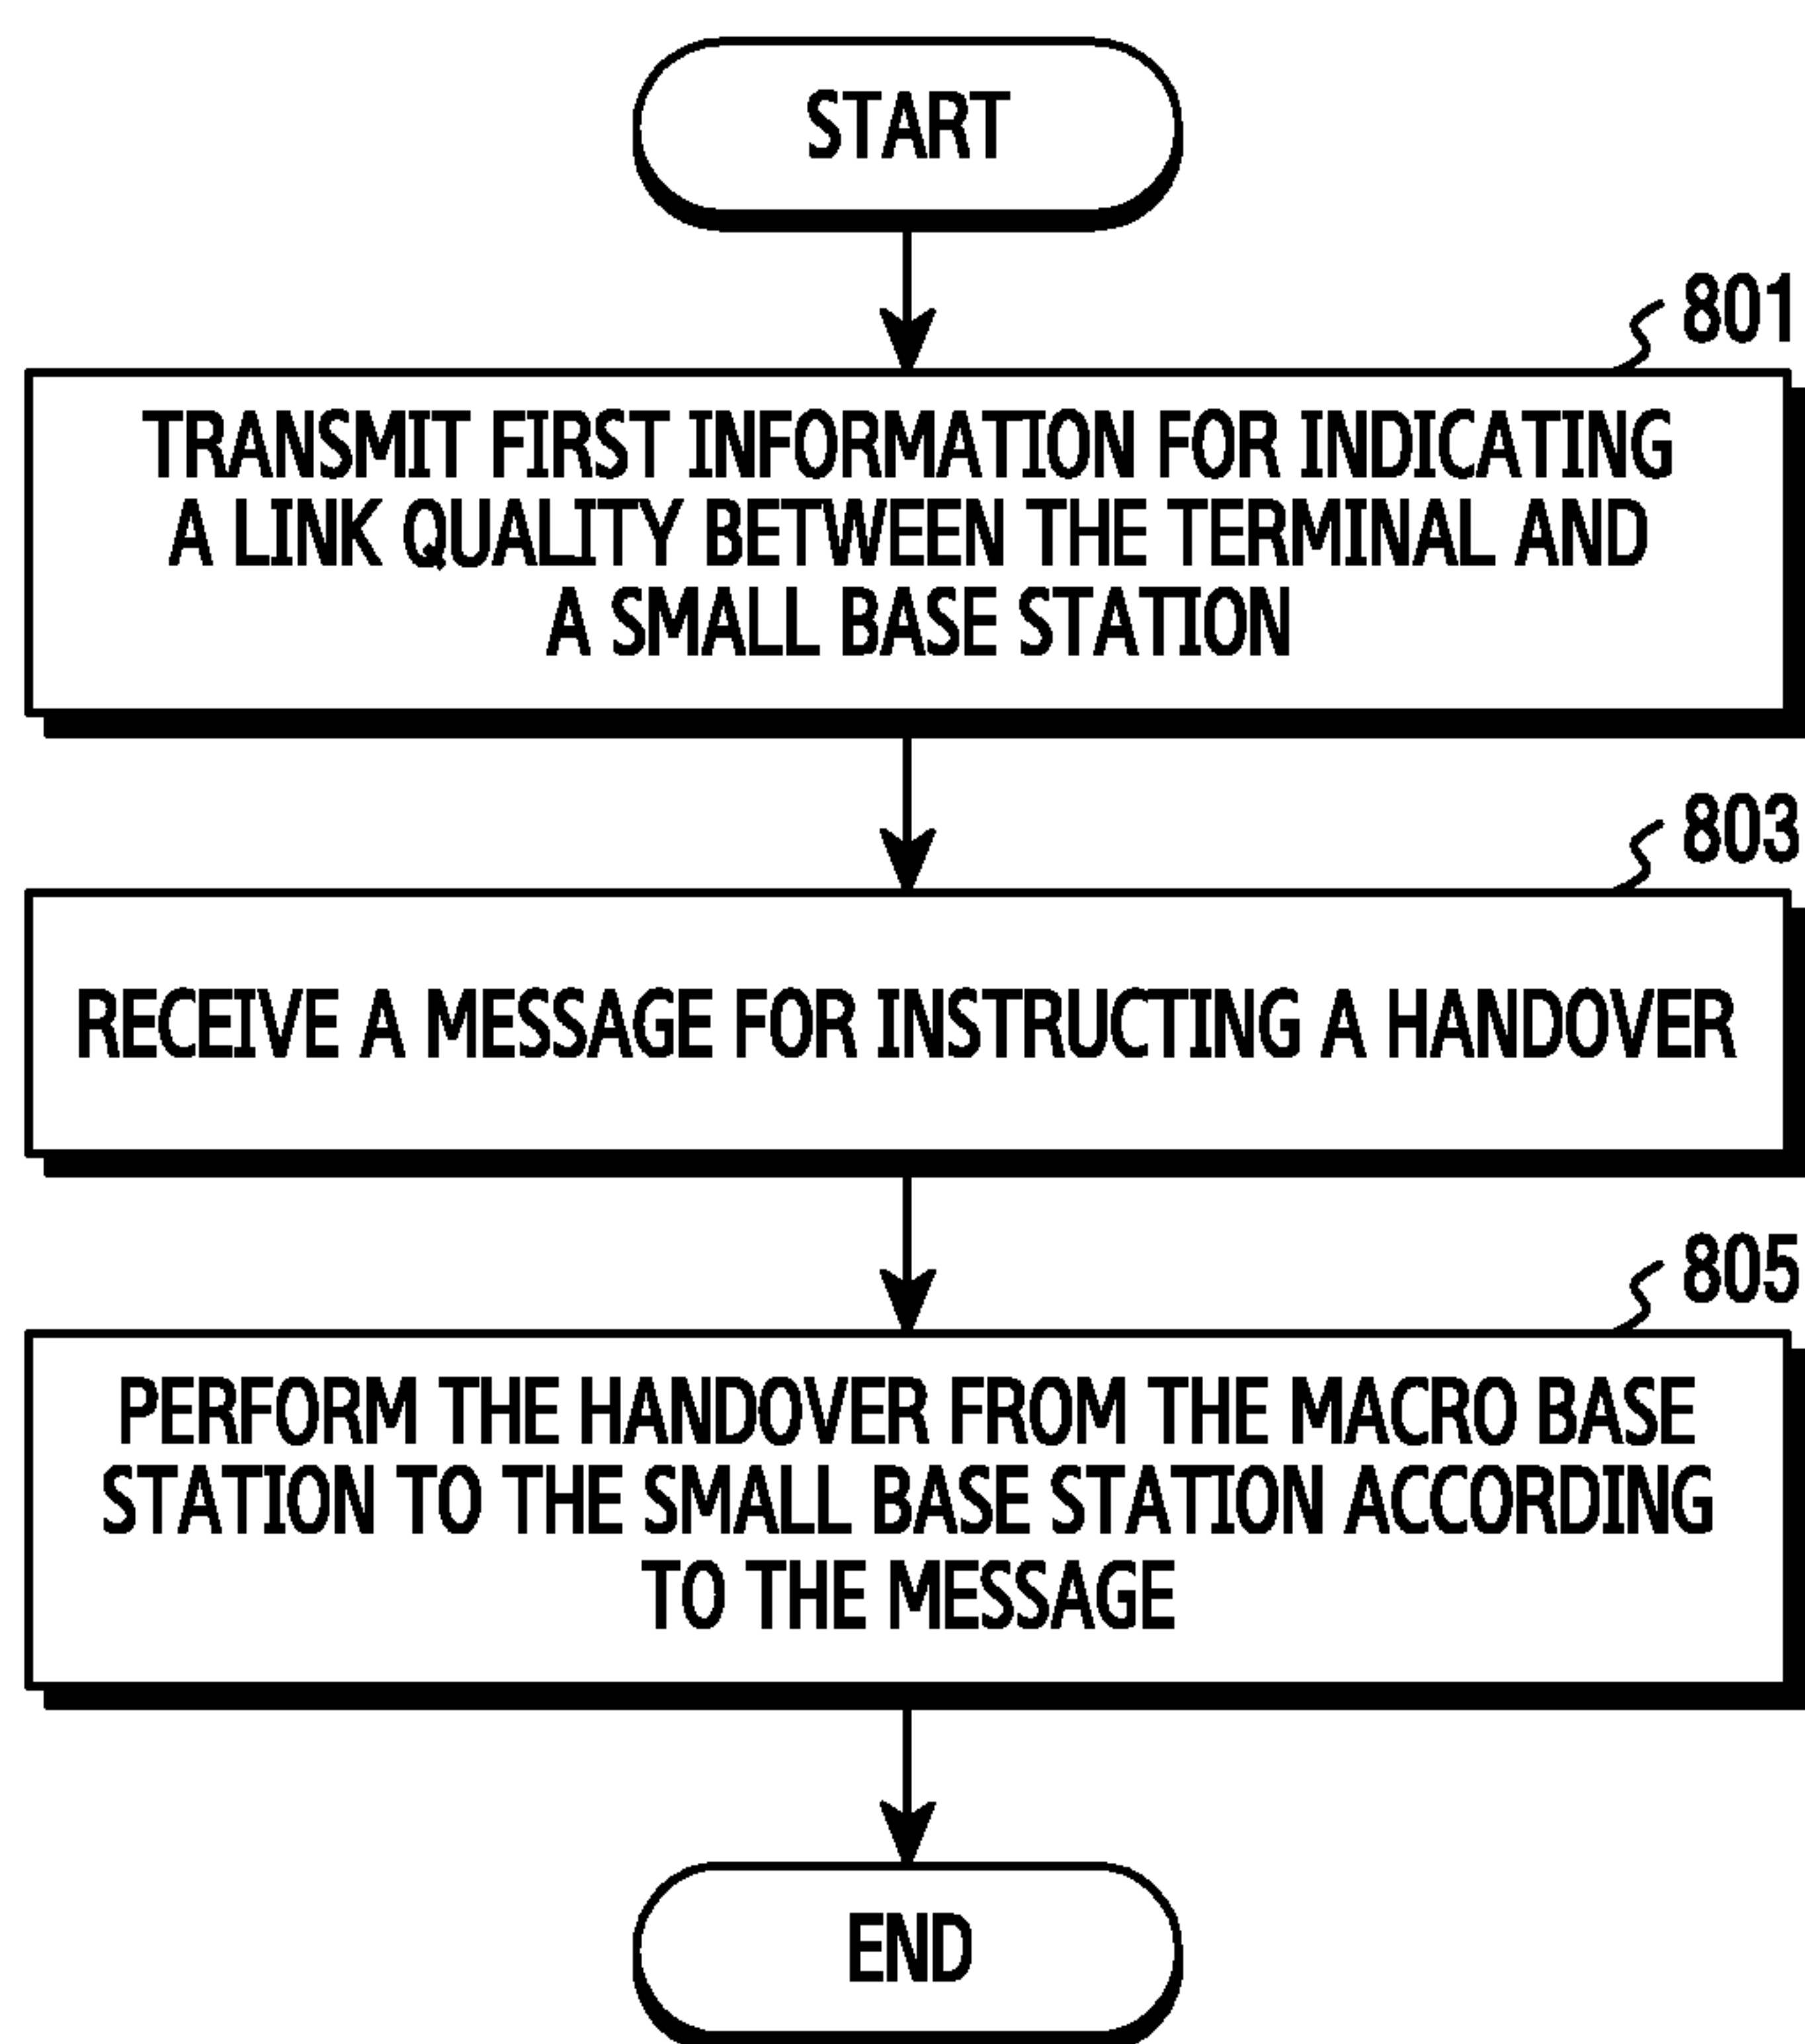 START
801
TRANSMIT FIRST INFORMATION FOR INDICATING
A LINK QUALITY BETWEEN THE TERMINAL AND
A SMALL BASE STATION
803
RECEIVE A MESSAGE FOR INSTRUCTING A HANDOVER
805
PERFORM THE HANDOVER FROM THE MACRO BASE
STATION TO THE SMALL BASE STATION ACCORDING
TO THE MESSAGE
END